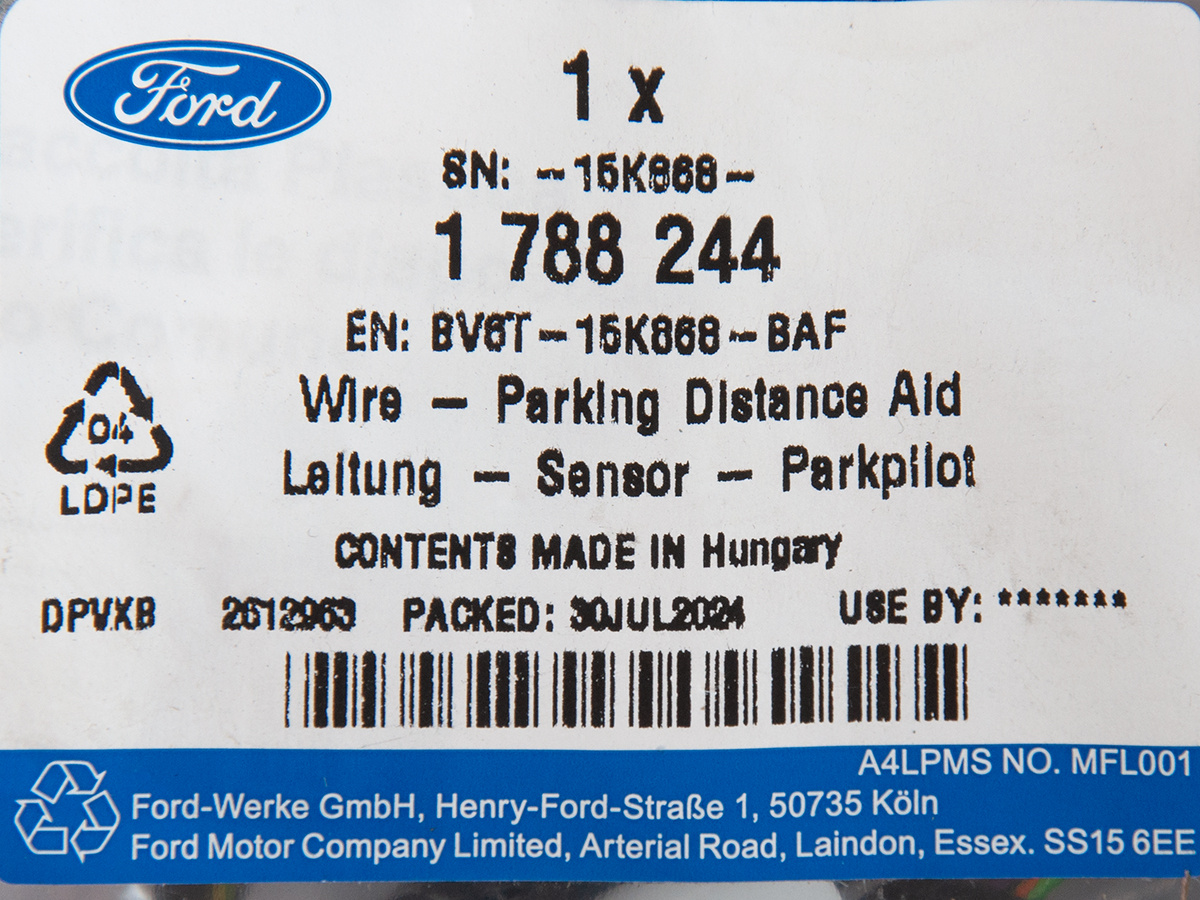 Ford
1 x
SN: -15K868-
1 788 244
EN: BV6T-15K868-BAF
Wire - Parking Distance Aid
Leitung - Sensor - Parkpilot
04
LDPE
CONTENTS MADE IN Hungary
DPVXB 2612963 PACKED: 30JUL2024 USE BY: *******
A4LPMS NO. MFL001
Ford-Werke GmbH, Henry-Ford-Straße 1, 50735 Köln
Ford Motor Company Limited, Arterial Road, Laindon, Essex. SS15 6EE